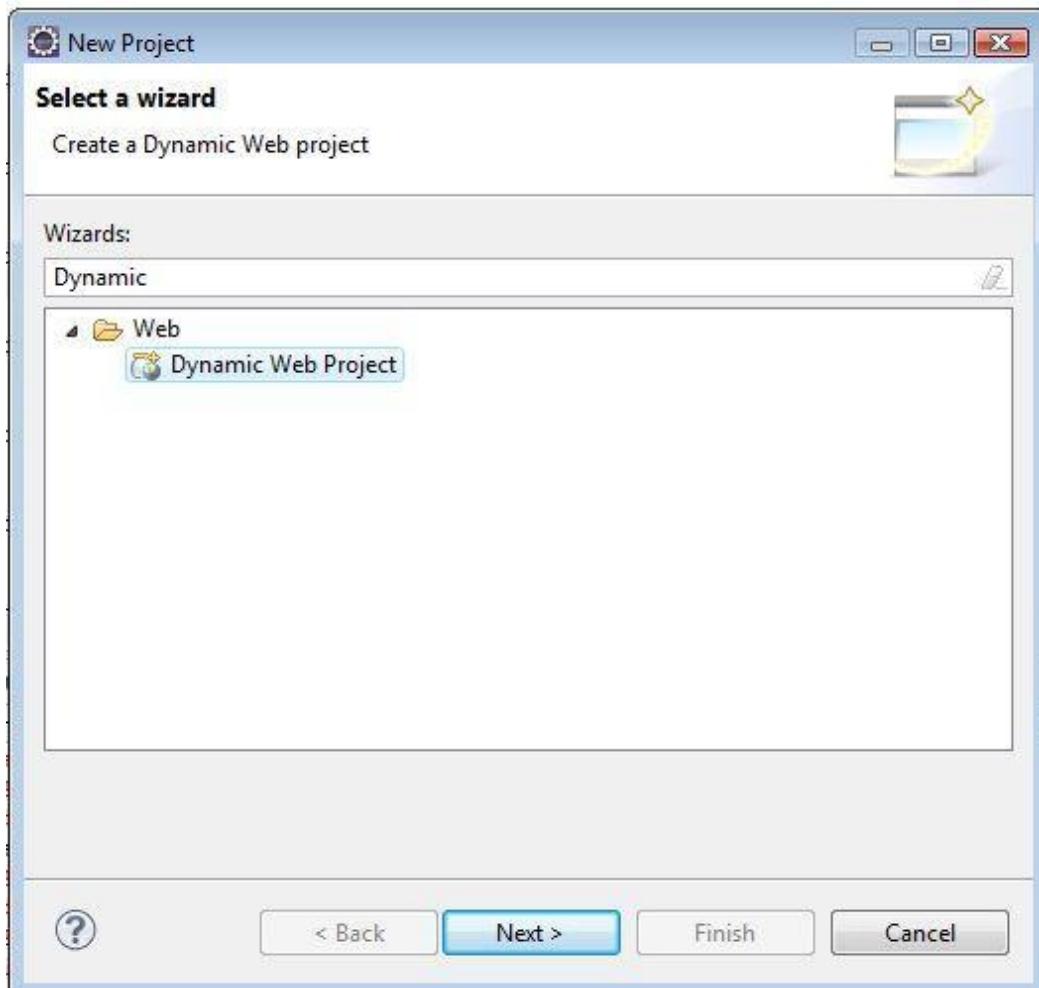 New Project
Select a wizard
Create a Dynamic Web project
Wizards:
Dynamic
Web
Dynamic Web Project
?
< Back Next > Finish Cancel